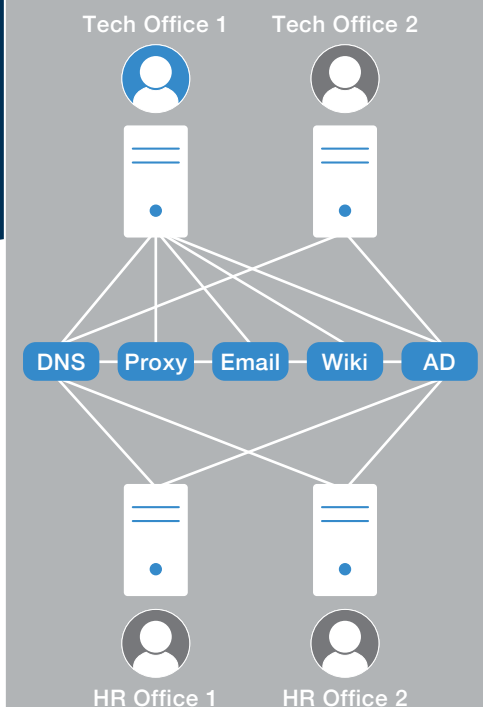 Tech Office 1 Tech Office 2
DNS Proxy Email Wiki AD
HR Office 1 HR Office 2